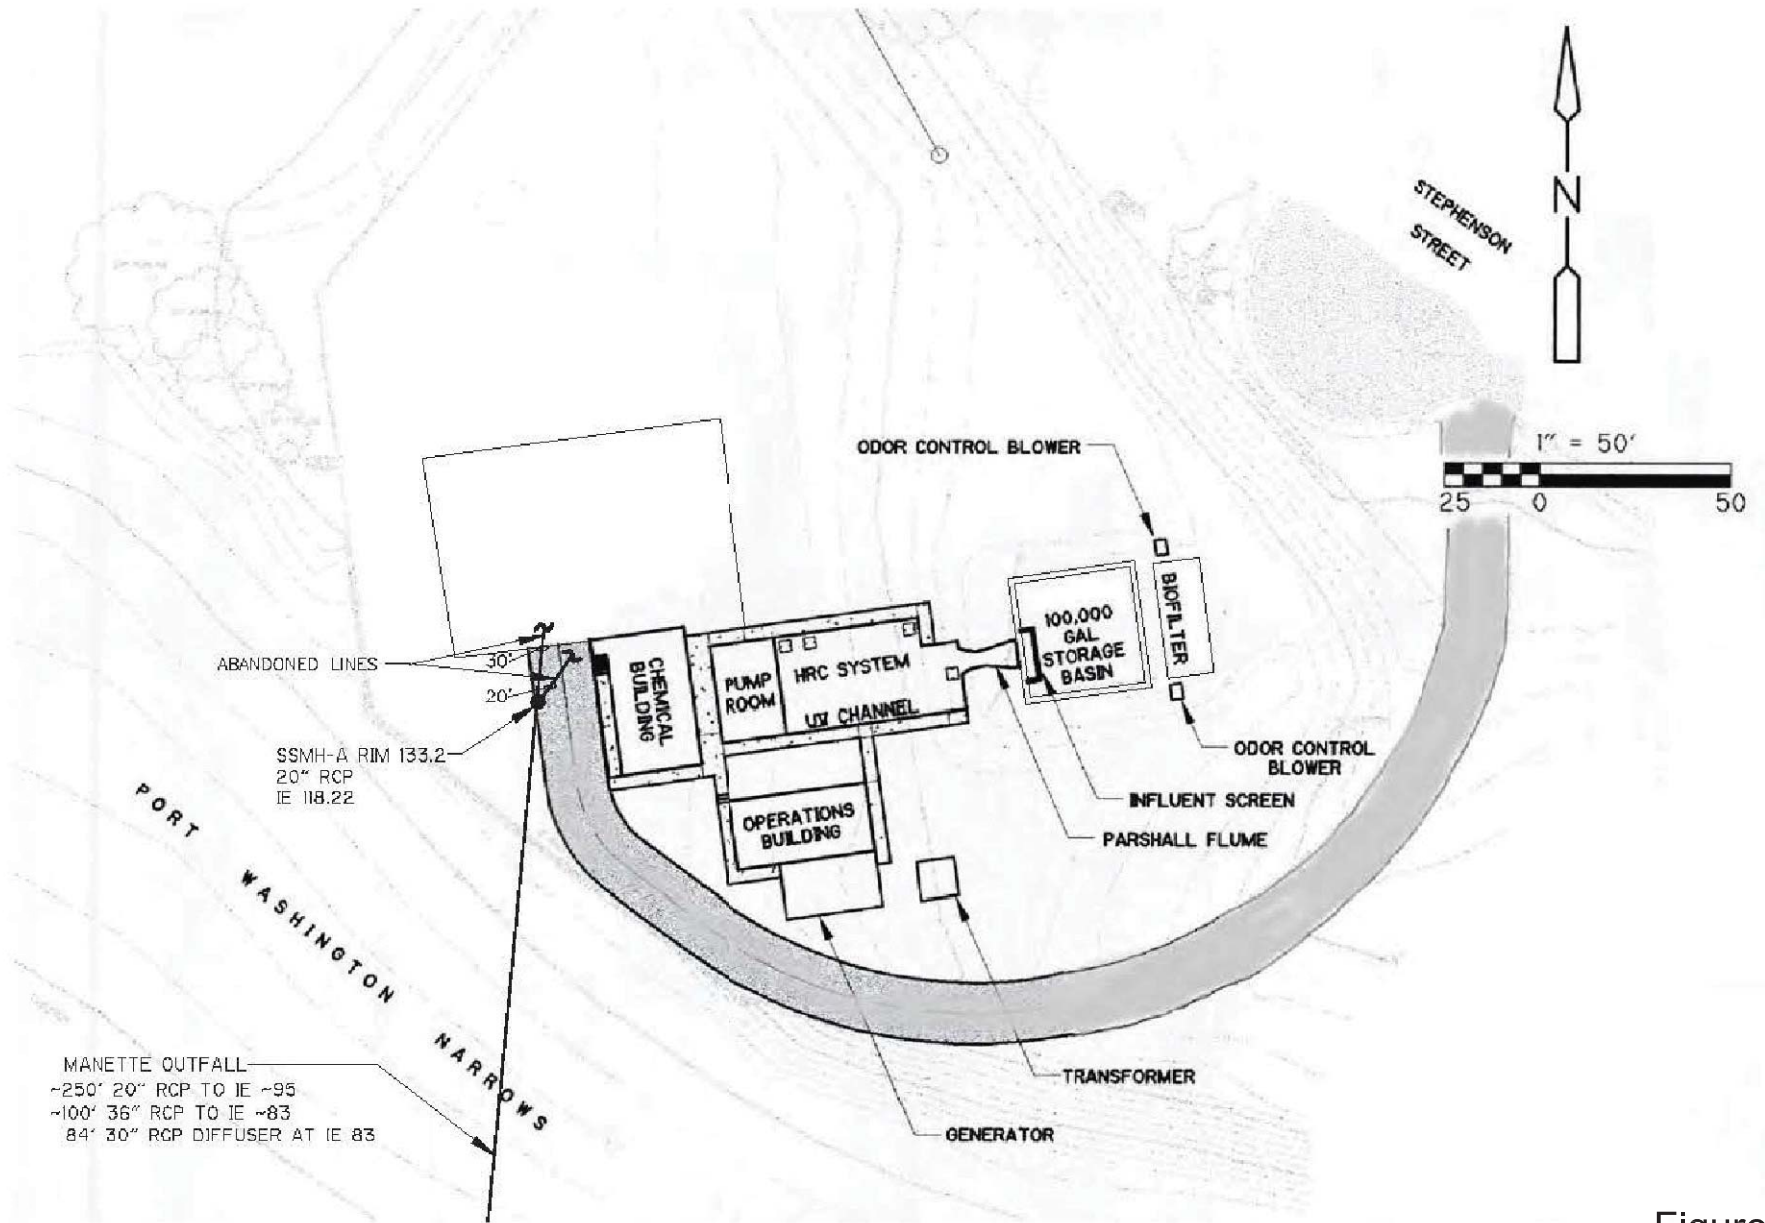 STEPHENSON
STREET
N
1" = 50'
25 0 50
ODOR CONTROL BLOWER
BIOFILTER
100,000
GAL
STORAGE
BASIN
ABANDONED LINES
30'
20'
CHEMICAL
BUILDING
PUMP
ROOM
HRC SYSTEM
UV CHANNEL
SSMH-A RIM 133.2
20" RCP
IE 118.22
ODOR CONTROL
BLOWER
INFLUENT SCREEN
PARSHALL FLUME
OPERATIONS
BUILDING
PORT WASHINGTON NARROWS
MANETTE OUTFALL
~250' 20" RCP TO IE ~95
~100' 36" RCP TO IE ~83
84' 30" RCP DIFFUSER AT IE 83
TRANSFORMER
GENERATOR
Figure